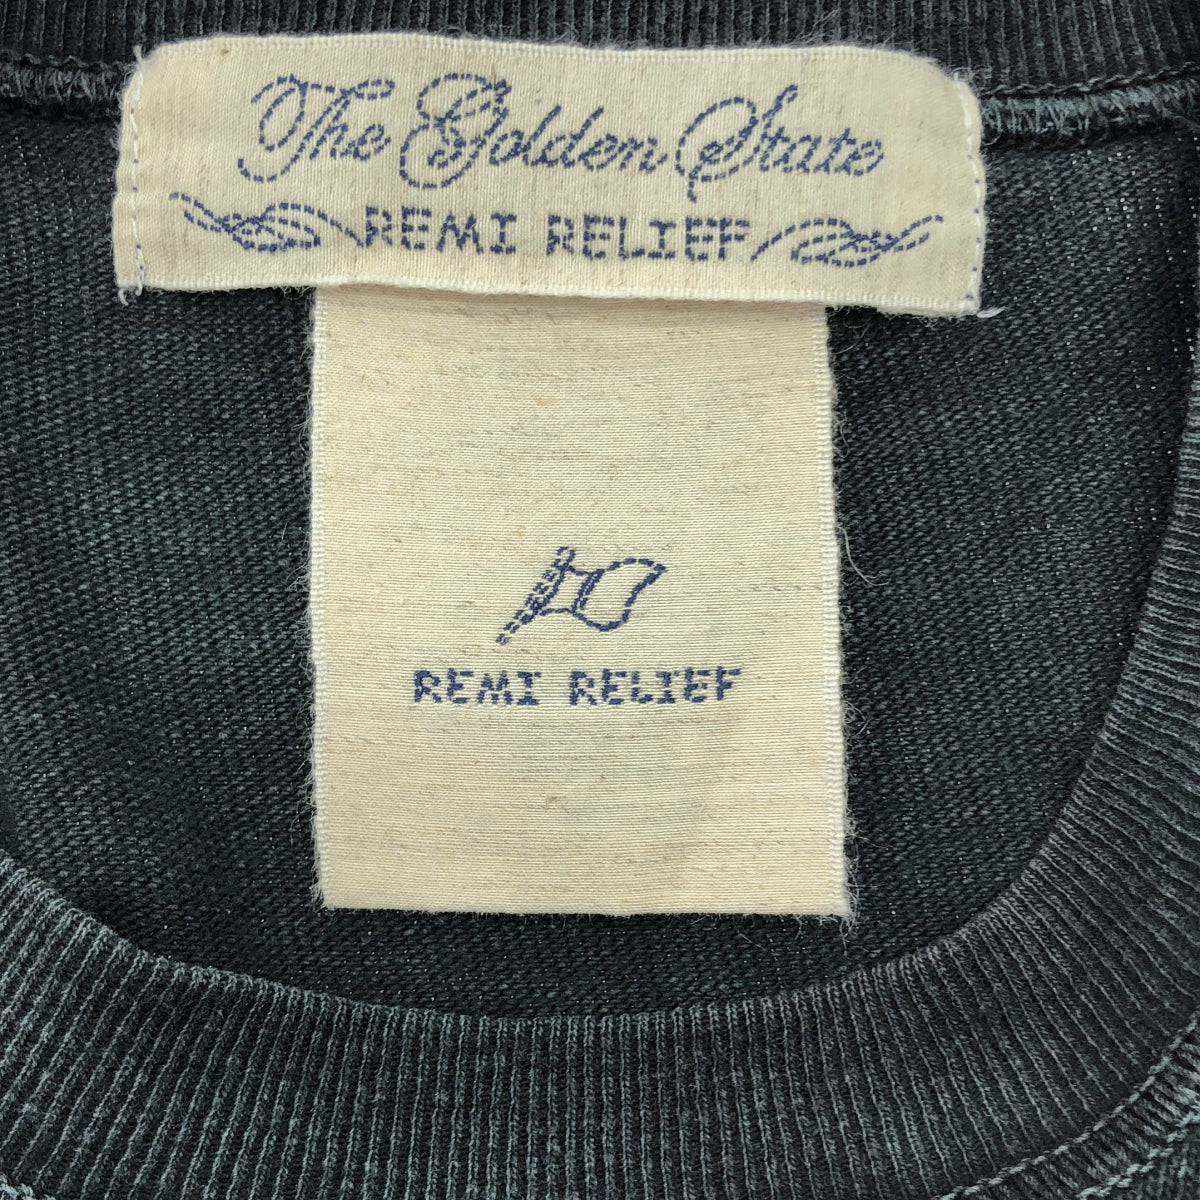 The Golden State
REMI RELIEF
REMI RELIEF